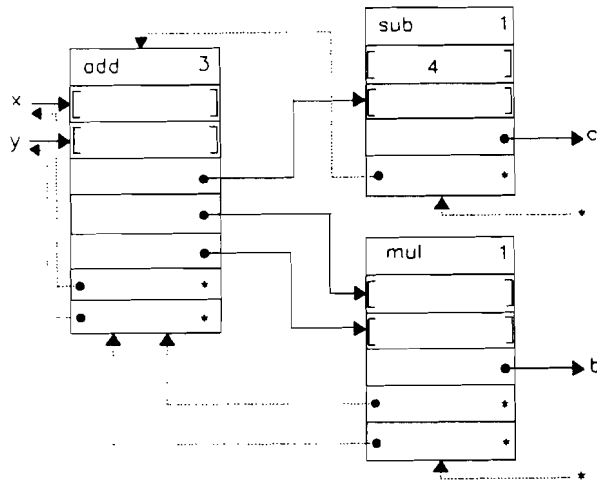 sub 1
add 3
[ 4 ]
x [ ]
[ ]
y [ ]
*
*
mul 1
*
[ ]
*
[ ]
b
*
*
*